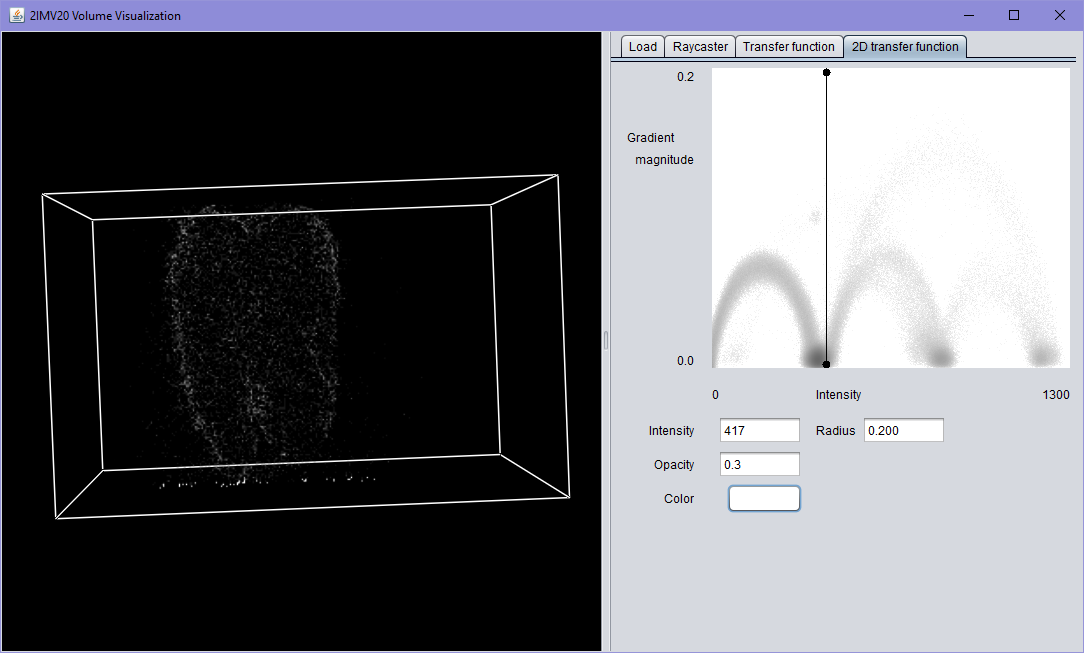 2IMV20 Volume Visualization
Load Raycaster Transfer function 2D transfer function
0.2
Gradient
magnitude
0.0
0 Intensity 1300
Intensity 417 Radius 0.200
Opacity 0.3
Color